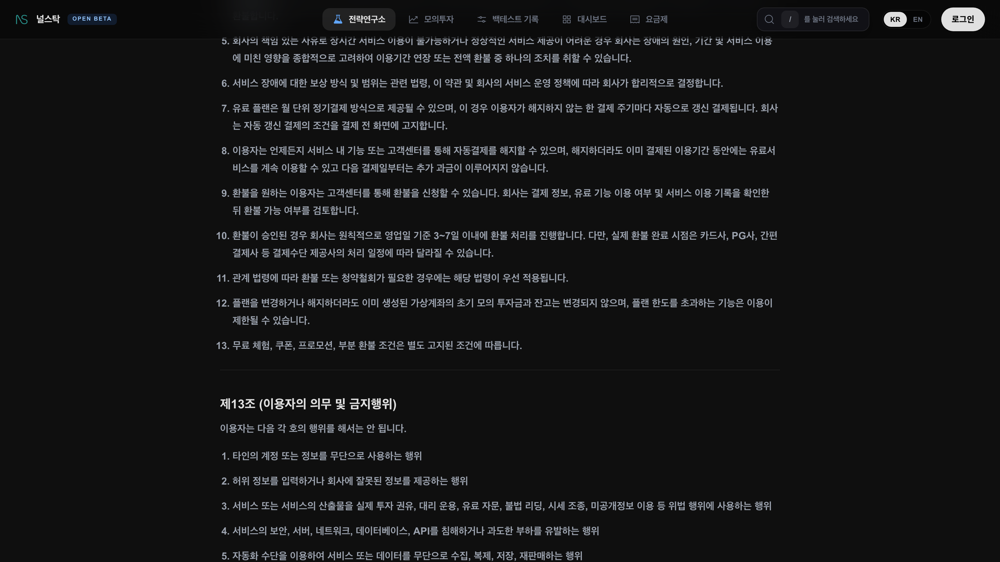 널스탁
OPEN BETA
전략연구소
모의투자
백테스트 기록
대시보드
요금제
/ 를 눌러 검색하세요
KR
EN
로그인
환불합니다.
5. 회사의 책임 있는 사유로 장시간 서비스 이용이 불가능하거나 정상적인 서비스 제공이 어려운 경우 회사는 장애의 원인, 기간 및 서비스 이용
에 미친 영향을 종합적으로 고려하여 이용기간 연장 또는 전액 환불 중 하나의 조치를 취할 수 있습니다.
6. 서비스 장애에 대한 보상 방식 및 범위는 관련 법령, 이 약관 및 회사의 서비스 운영 정책에 따라 회사가 합리적으로 결정합니다.
7. 유료 플랜은 월 단위 정기결제 방식으로 제공될 수 있으며, 이 경우 이용자가 해지하지 않는 한 결제 주기마다 자동으로 갱신 결제됩니다. 회사
는 자동 갱신 결제의 조건을 결제 전 화면에 고지합니다.
8. 이용자는 언제든지 서비스 내 기능 또는 고객센터를 통해 자동결제를 해지할 수 있으며, 해지하더라도 이미 결제된 이용기간 동안에는 유료서
비스를 계속 이용할 수 있고 다음 결제일부터는 추가 과금이 이루어지지 않습니다.
9. 환불을 원하는 이용자는 고객센터를 통해 환불을 신청할 수 있습니다. 회사는 결제 정보, 유료 기능 이용 여부 및 서비스 이용 기록을 확인한
뒤 환불 가능 여부를 검토합니다.
10. 환불이 승인된 경우 회사는 원칙적으로 영업일 기준 3~7일 이내에 환불 처리를 진행합니다. 다만, 실제 환불 완료 시점은 카드사, PG사, 간편
결제사 등 결제수단 제공사의 처리 일정에 따라 달라질 수 있습니다.
11. 관계 법령에 따라 환불 또는 청약철회가 필요한 경우에는 해당 법령이 우선 적용됩니다.
12. 플랜을 변경하거나 해지하더라도 이미 생성된 가상계좌의 초기 모의 투자금과 잔고는 변경되지 않으며, 플랜 한도를 초과하는 기능은 이용이
제한될 수 있습니다.
13. 무료 체험, 쿠폰, 프로모션, 부분 환불 조건은 별도 고지된 조건에 따릅니다.
제13조 (이용자의 의무 및 금지행위)
이용자는 다음 각 호의 행위를 해서는 안 됩니다.
1. 타인의 계정 또는 정보를 무단으로 사용하는 행위
2. 허위 정보를 입력하거나 회사에 잘못된 정보를 제공하는 행위
3. 서비스 또는 서비스의 산출물을 실제 투자 권유, 대리 운용, 유료 자문, 불법 리딩, 시세 조종, 미공개정보 이용 등 위법 행위에 사용하는 행위
4. 서비스의 보안, 서버, 네트워크, 데이터베이스, API를 침해하거나 과도한 부하를 유발하는 행위
5. 자동화 수단을 이용하여 서비스 또는 데이터를 무단으로 수집, 복제, 저장, 재판매하는 행위